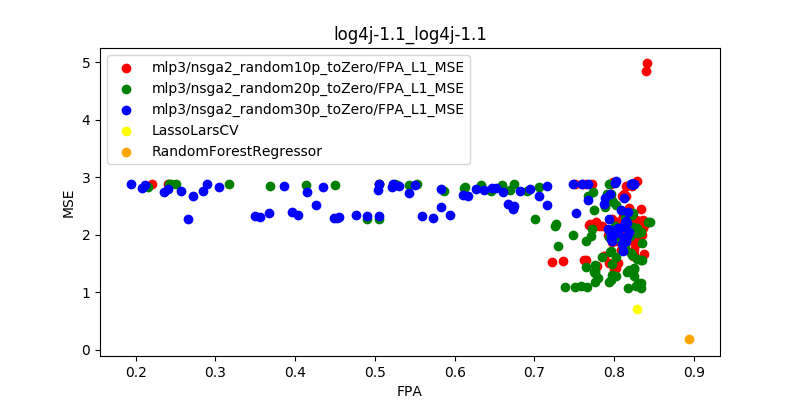 log4j-1.1_log4j-1.1
mlp3/nsga2_random10p_toZero/FPA_L1_MSE
mlp3/nsga2_random20p_toZero/FPA_L1_MSE
mlp3/nsga2_random30p_toZero/FPA_L1_MSE
LassoLarsCV
RandomForestRegressor
MSE
5
4
3
2
1
0
0.2 0.3 0.4 0.5 0.6 0.7 0.8 0.9
FPA